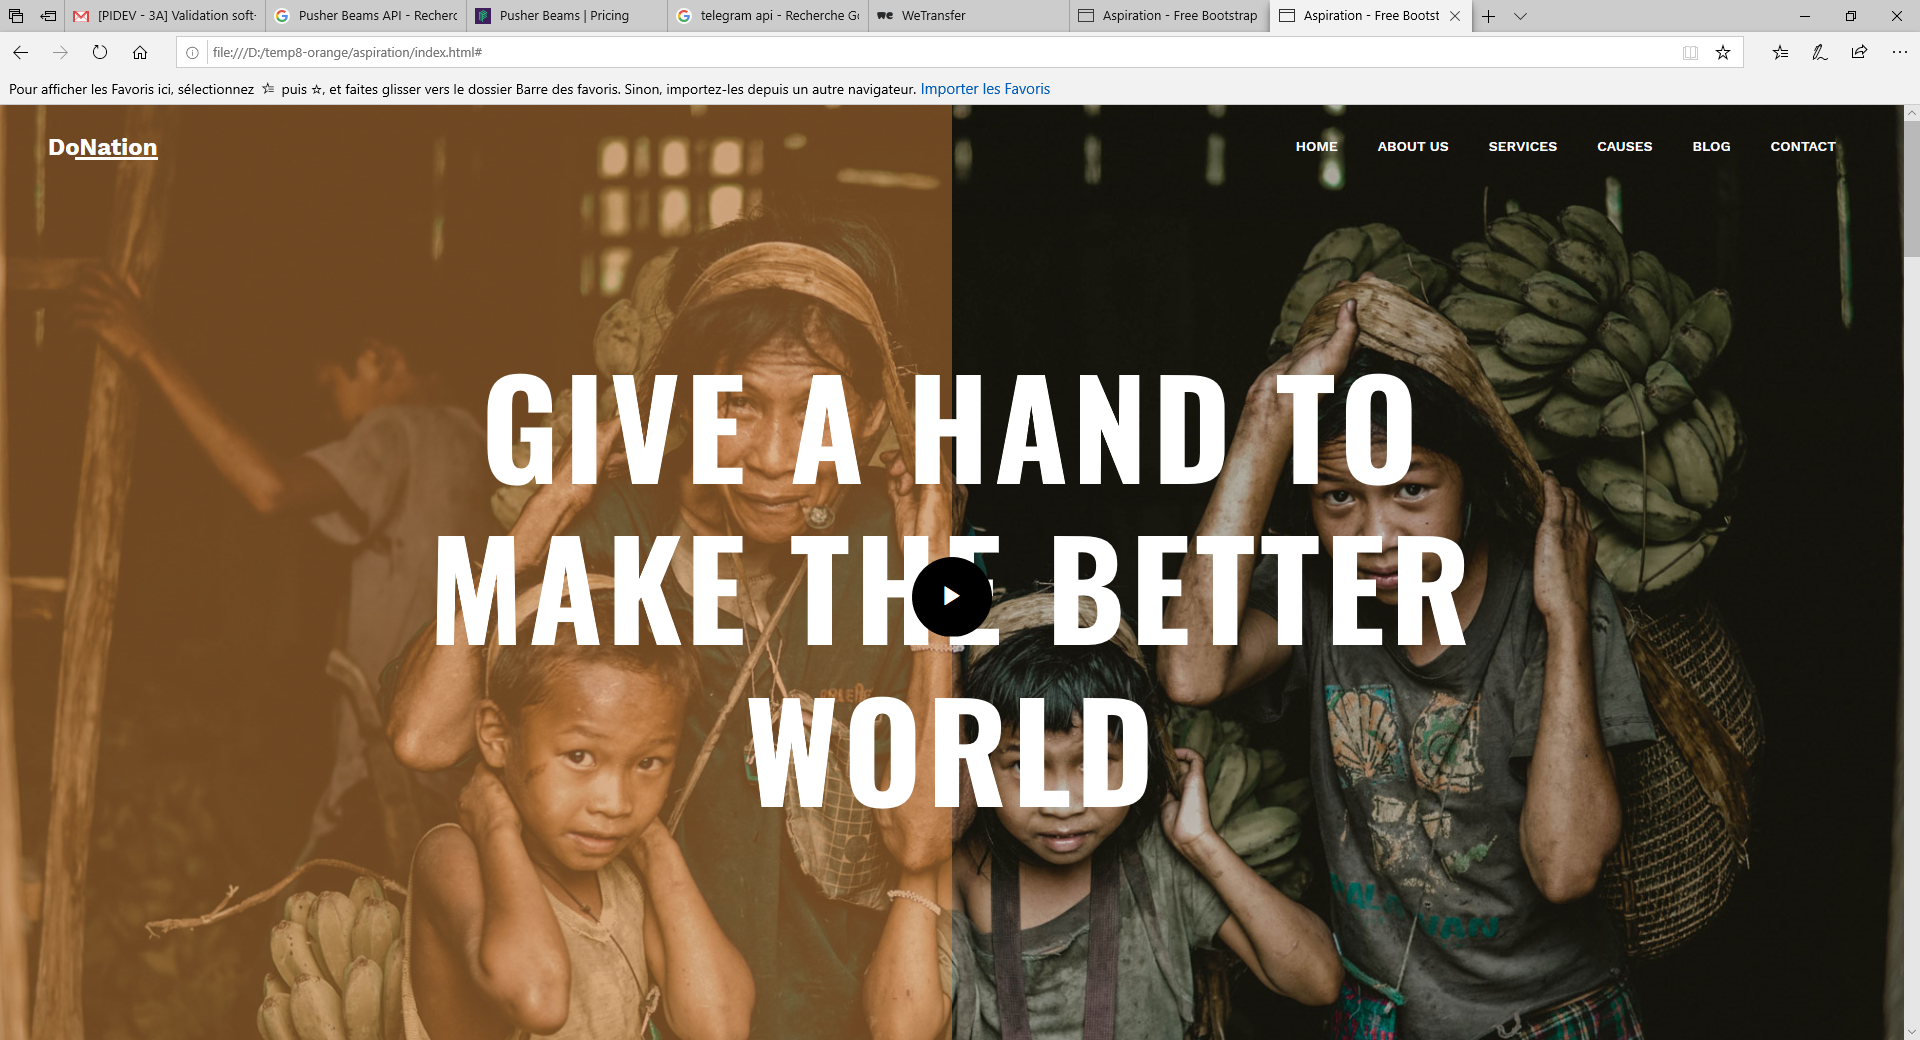 [PIDEV - 3A] Validation soft
Pusher Beams API - Recherc
Pusher Beams | Pricing
telegram api - Recherche Go
WeTransfer
Aspiration - Free Bootstrap
Aspiration - Free Bootst
file:///D:/temp8-orange/aspiration/index.html#
Pour afficher les Favoris ici, sélectionnez puis ☆, et faites glisser vers le dossier Barre des favoris. Sinon, importez-les depuis un autre navigateur. Importer les Favoris
DoNation
HOME ABOUT US SERVICES CAUSES BLOG CONTACT
GIVE A HAND TO
MAKE THE BETTER
WORLD